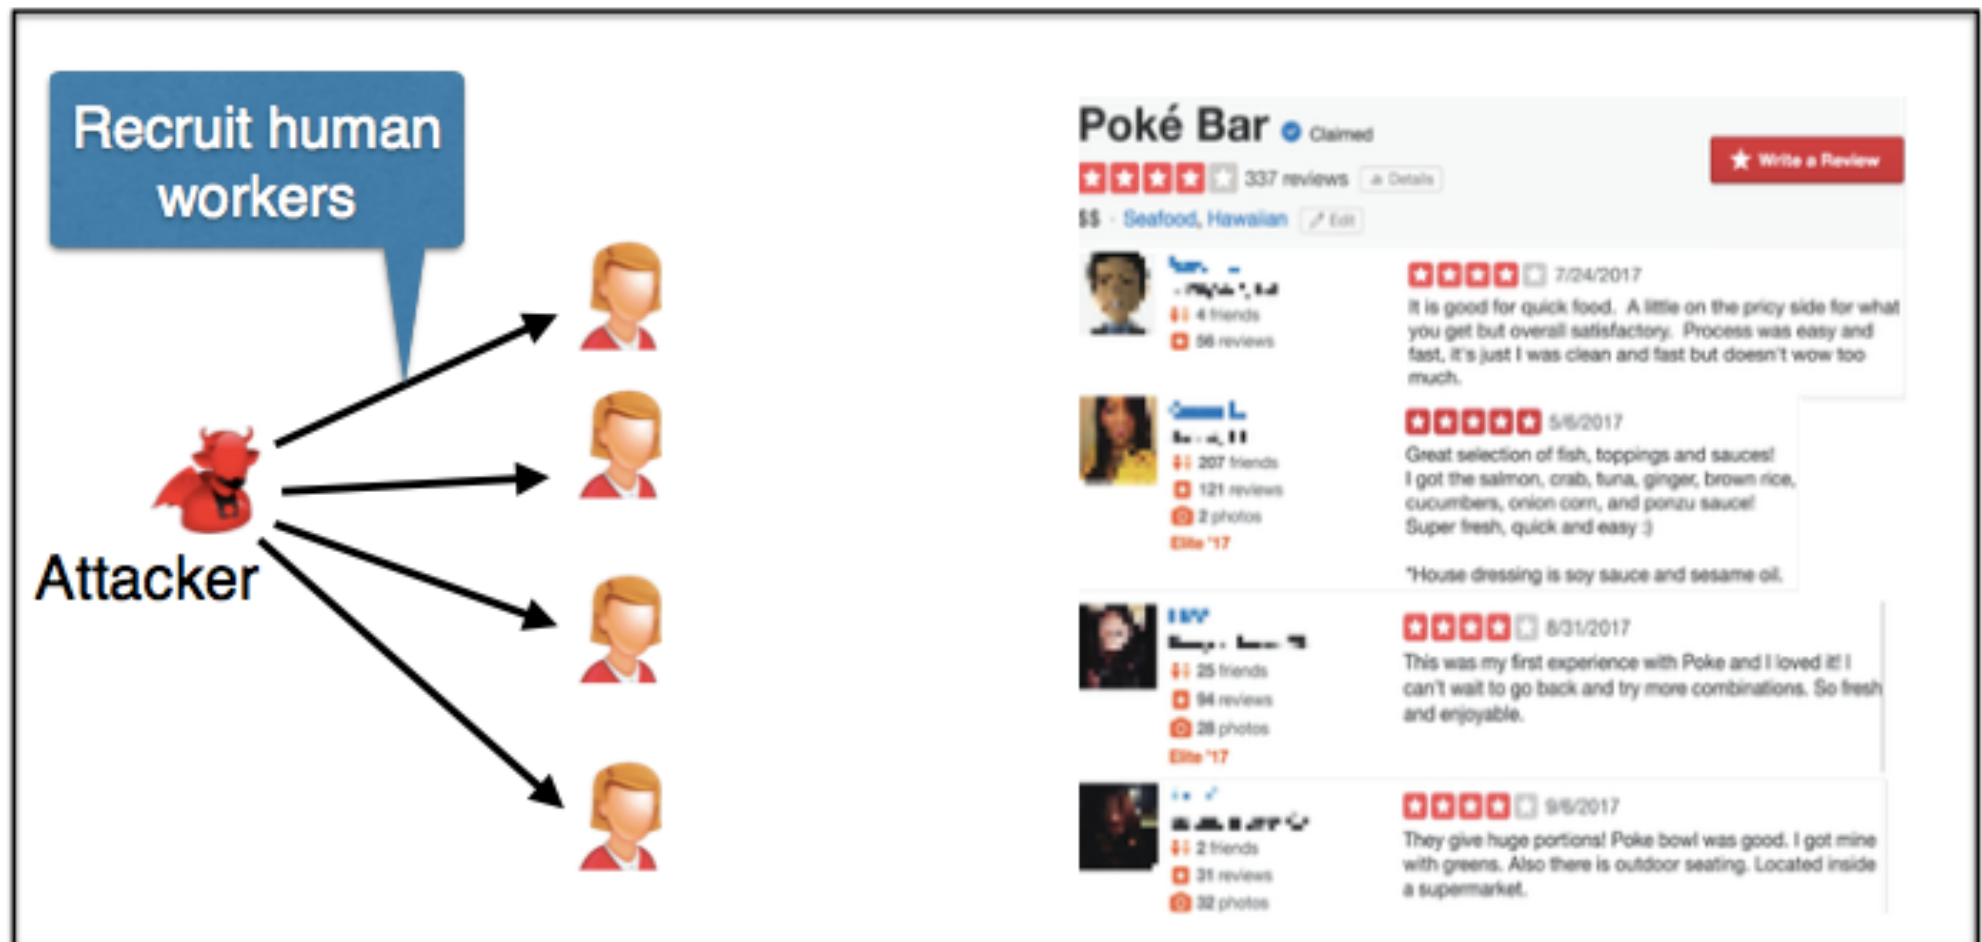 Recruit human
workers
Attacker
Poké Bar Claimed
337 reviews Details
Write a Review
$$ · Seafood, Hawaiian Edit
4 friends
56 reviews
7/24/2017
It is good for quick food. A little on the pricy side for what
you get but overall satisfactory. Process was easy and
fast, it's just I was clean and fast but doesn't wow too
much.
207 friends
121 reviews
2 photos
Elite '17
5/6/2017
Great selection of fish, toppings and sauces!
I got the salmon, crab, tuna, ginger, brown rice,
cucumbers, onion corn, and ponzu sauce!
Super fresh, quick and easy :)
*House dressing is soy sauce and sesame oil.
25 friends
94 reviews
28 photos
Elite '17
8/31/2017
This was my first experience with Poke and I loved it! I
can't wait to go back and try more combinations. So fresh
and enjoyable.
2 friends
31 reviews
32 photos
9/6/2017
They give huge portions! Poke bowl was good. I got mine
with greens. Also there is outdoor seating. Located inside
a supermarket.